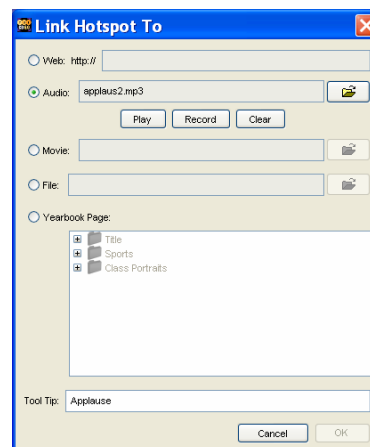 Link Hotspot To
Web: http://
Audio: applaus2.mp3
Play Record Clear
Movie:
File:
Yearbook Page:
Title
Sports
Class Portraits
Tool Tip: Applause
Cancel OK